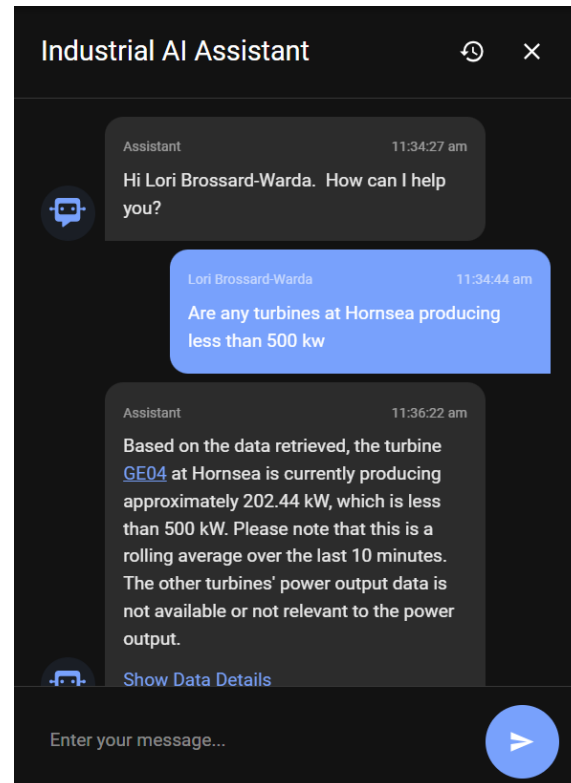 Industrial AI Assistant
Assistant 11:34:27 am
Hi Lori Brossard-Warda. How can I help
you?
Lori Brossard-Warda 11:34:44 am
Are any turbines at Hornsea producing
less than 500 kw
Assistant 11:36:22 am
Based on the data retrieved, the turbine
GE04 at Hornsea is currently producing
approximately 202.44 kW, which is less
than 500 kW. Please note that this is a
rolling average over the last 10 minutes.
The other turbines' power output data is
not available or not relevant to the power
output.
Show Data Details
Enter your message...